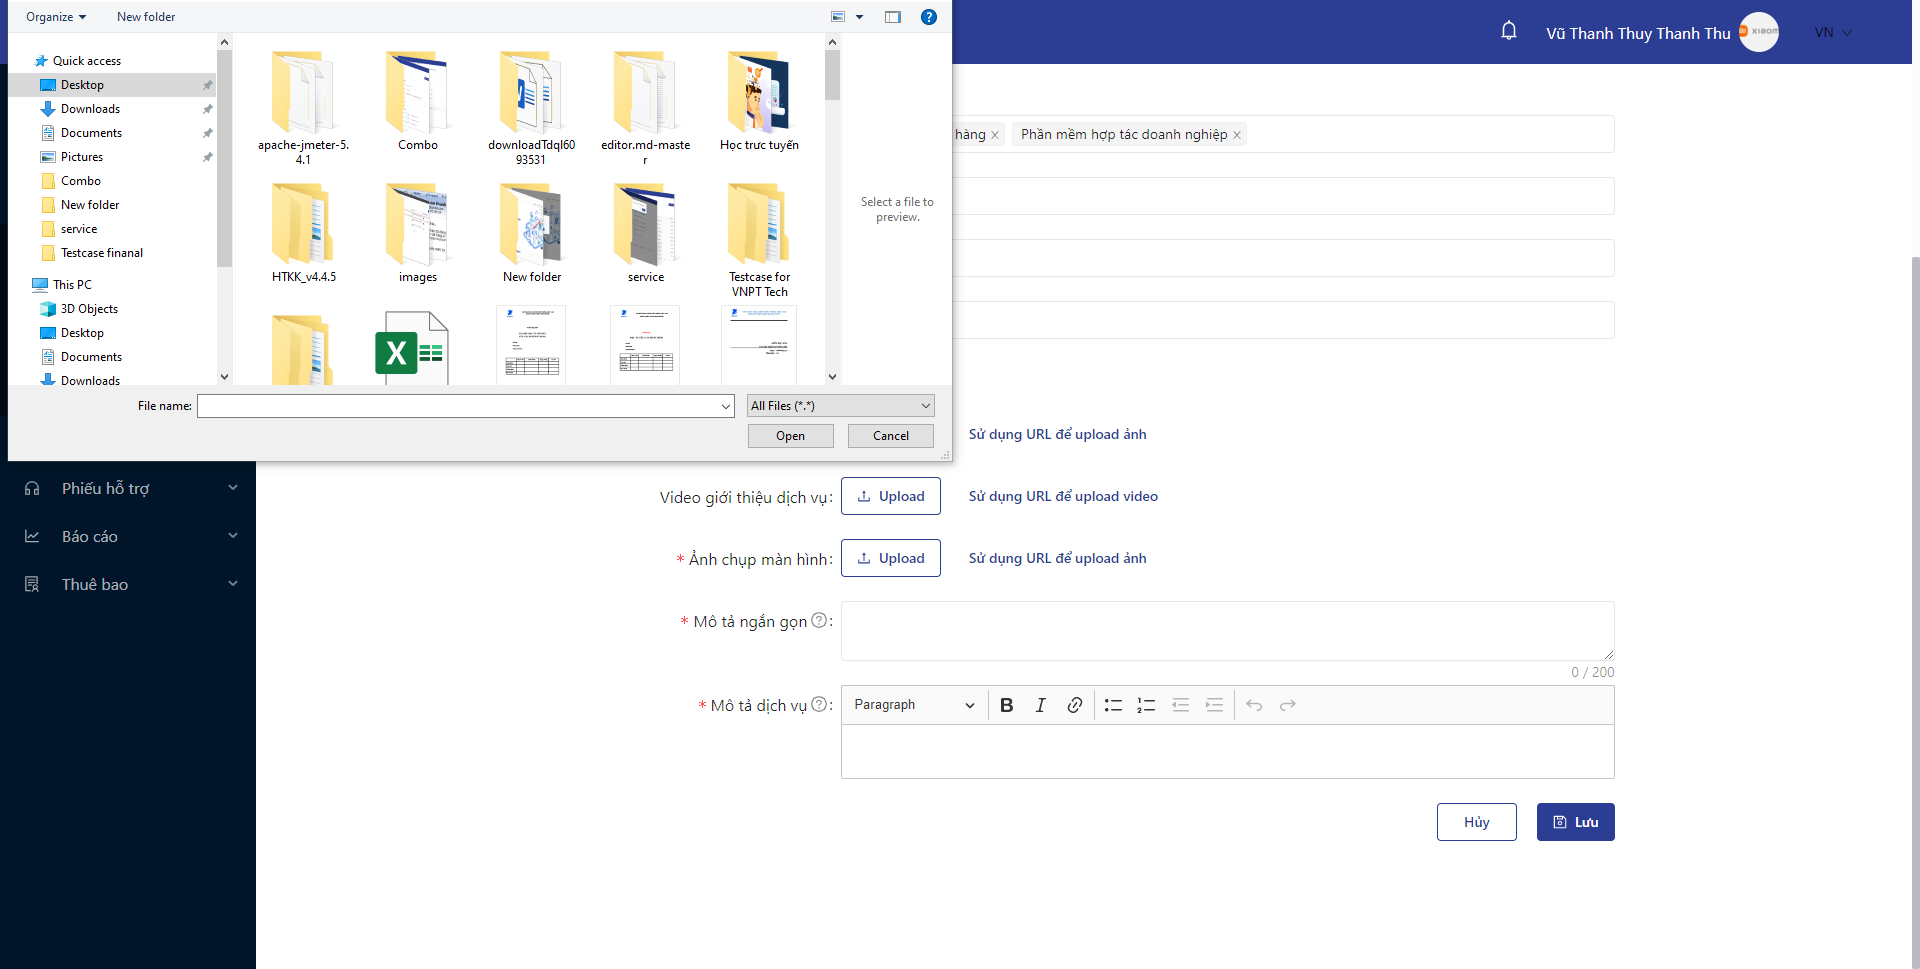 Organize
New folder
Vũ Thanh Thuy Thanh Thu
xiaom
VN
Quick access
Desktop
Downloads
Documents
Pictures
Combo
New folder
service
Testcase finanal
This PC
3D Objects
Desktop
Documents
Downloads
apache-jmeter-5.
4.1
Combo
downloadTdql60
93531
editor.md-maste
r
Học trưc tuyến
HTKK_v4.4.5
images
New folder
service
Testcase for
VNPT Tech
Select a file to
preview.
File name:
All Files (*.*)
Open
Cancel
hàng
Phần mềm hợp tác doanh nghiệp
Sử dụng URL để upload ảnh
Phiếu hỗ trợ
Báo cáo
Thuê bao
Video giới thiệu dịch vụ:
Upload
Sử dụng URL để upload video
* Ảnh chụp màn hình:
Upload
Sử dụng URL để upload ảnh
* Mô tả ngắn gọn :
0 / 200
* Mô tả dịch vụ :
Paragraph
B I
Hủy
Lưu